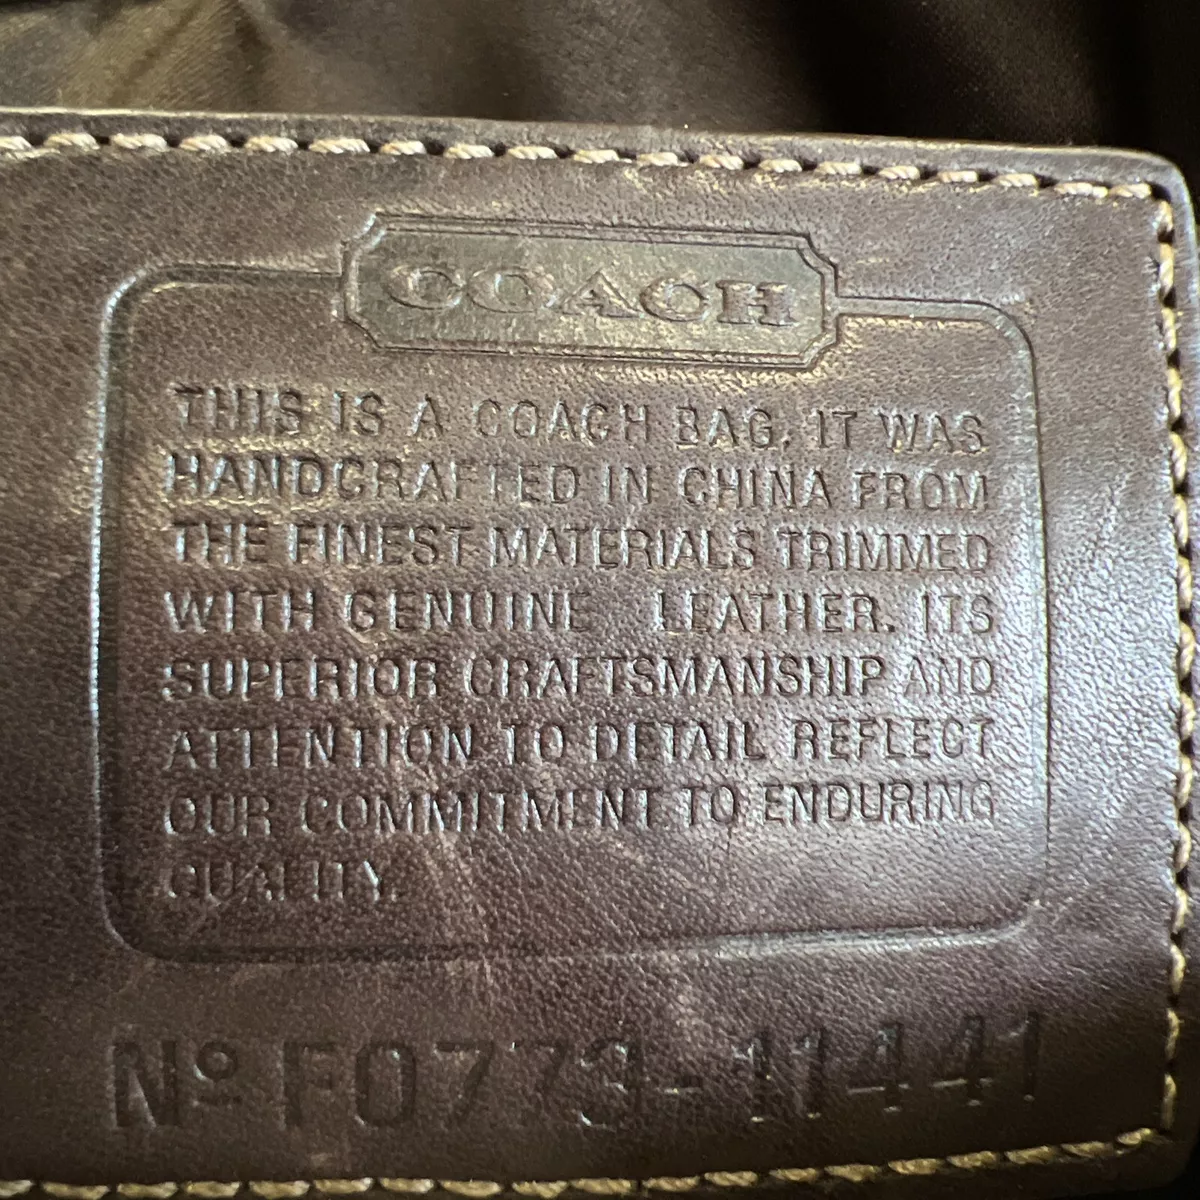 COACH
THIS IS A COACH BAG. IT WAS
HANDCRAFTED IN CHINA FROM
THE FINEST MATERIALS TRIMMED
WITH GENUINE LEATHER. ITS
SUPERIOR CRAFTSMANSHIP AND
ATTENTION TO DETAIL REFLECT
OUR COMMITMENT TO ENDURING
QUALITY.
Nº F0773-11441